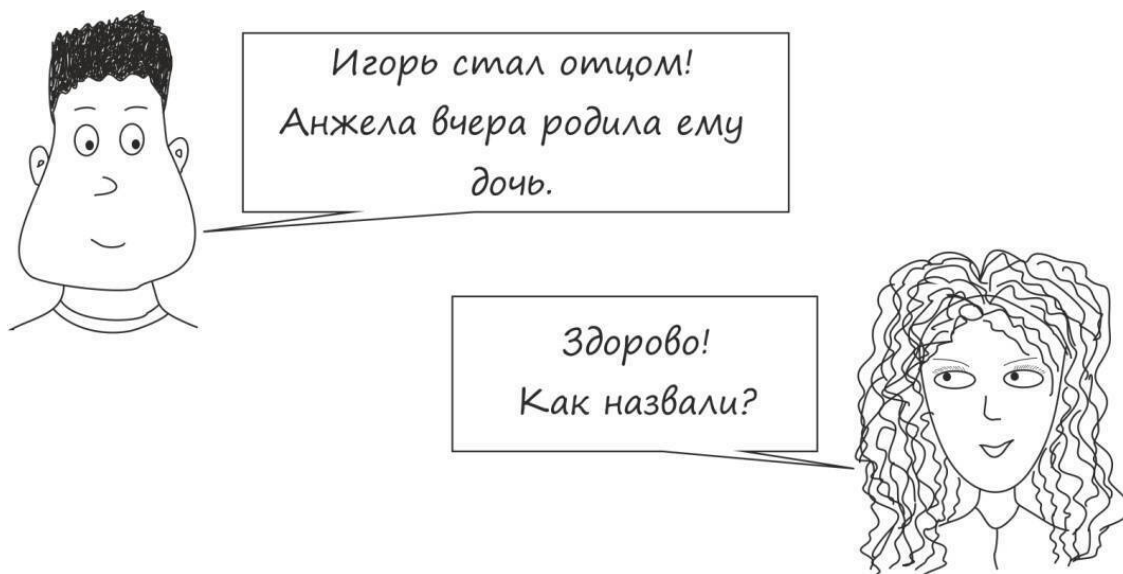 Игорь стал отцом!
Анжела вчера родила ему
дочь.
Здорово!
Как назвали?